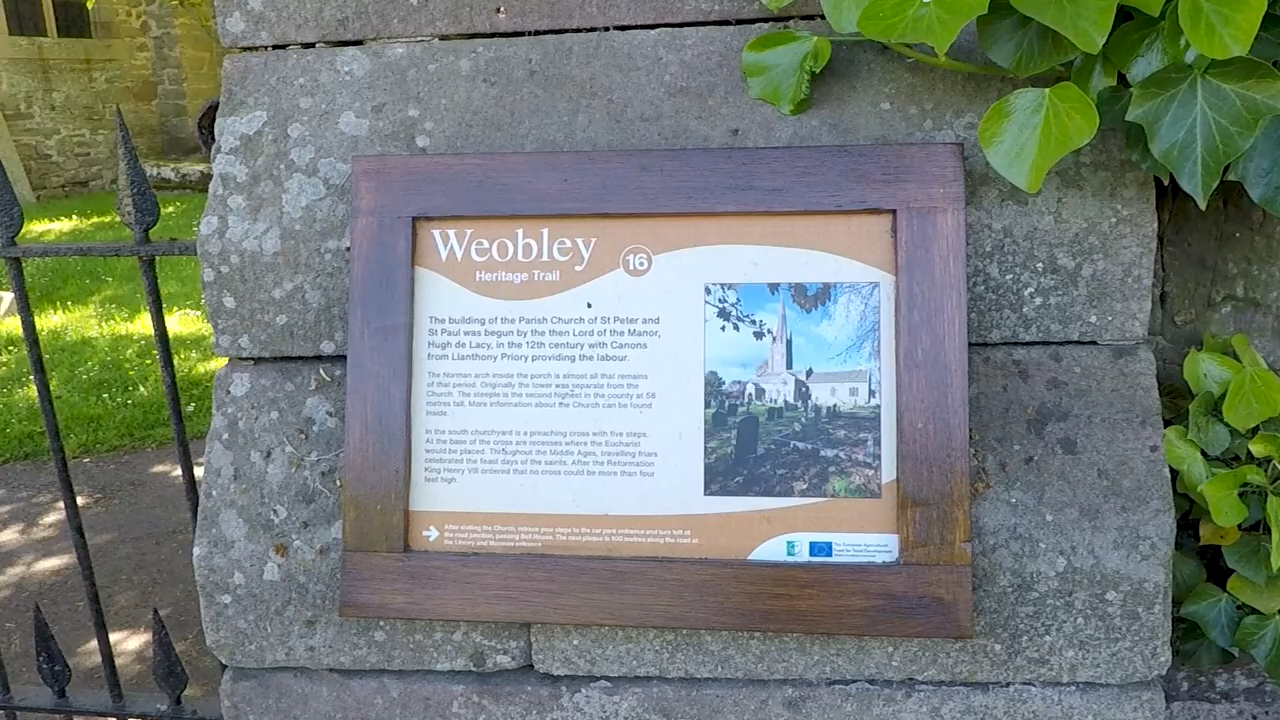 Weobley
Heritage Trail
16
The building of the Parish Church of St Peter and
St Paul was begun by the then Lord of the Manor,
Hugh de Lacy, in the 12th century with Canons
from Llanthony Priory providing the labour.
The Norman arch inside the porch is almost all that remains
of that period. Originally the tower was separate from the
Church. The steeple is the second highest in the county at 56
metres tall. More information about the Church can be found
inside.
In the south churchyard is a preaching cross with five steps.
At the base of the cross are recesses where the Eucharist
would be placed. Throughout the Middle Ages, travelling friars
celebrated the feast days of the saints. After the Reformation
King Henry VIII ordered that no cross could be more than four
feet high.
After visiting the Church, retrace your steps to the car park entrance and turn left at
the road junction, passing Bell House. The next plaque is 100 metres along the road at
the Library and Museum entrance
The European Agricultural
Fund for Rural Development